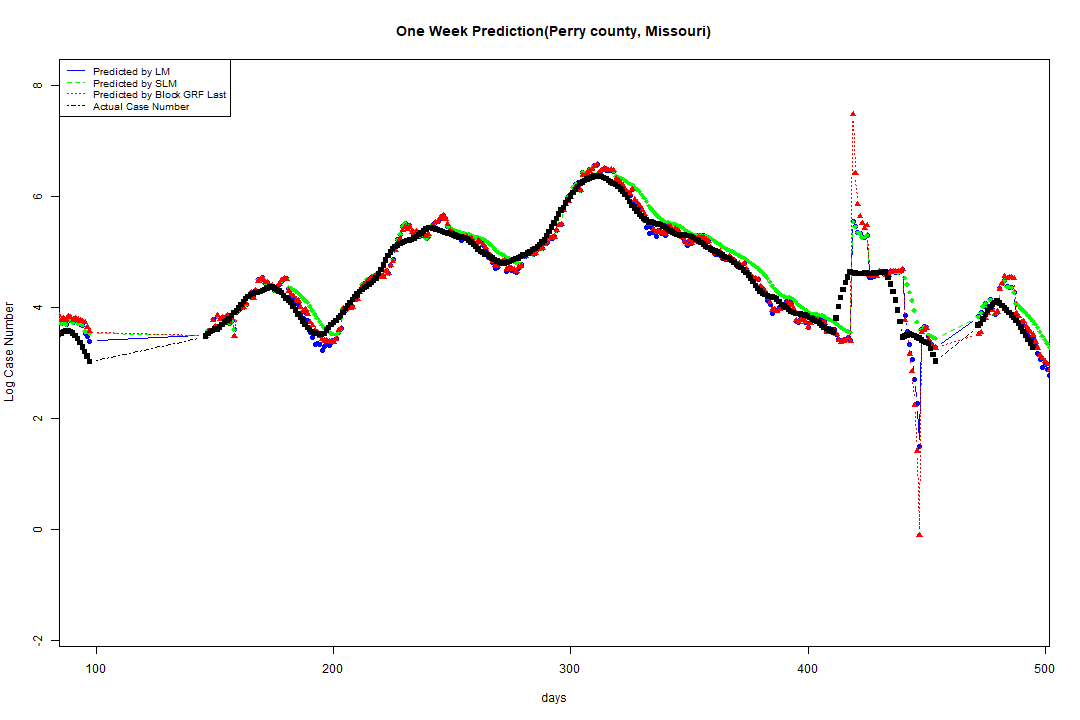 One Week Prediction(Perry county, Missouri)
Predicted by LM
Predicted by SLM
Predicted by Block GRF Last
Actual Case Number
8
6
4
2
0
-2
Log Case Number
100 200 300 400 500
days